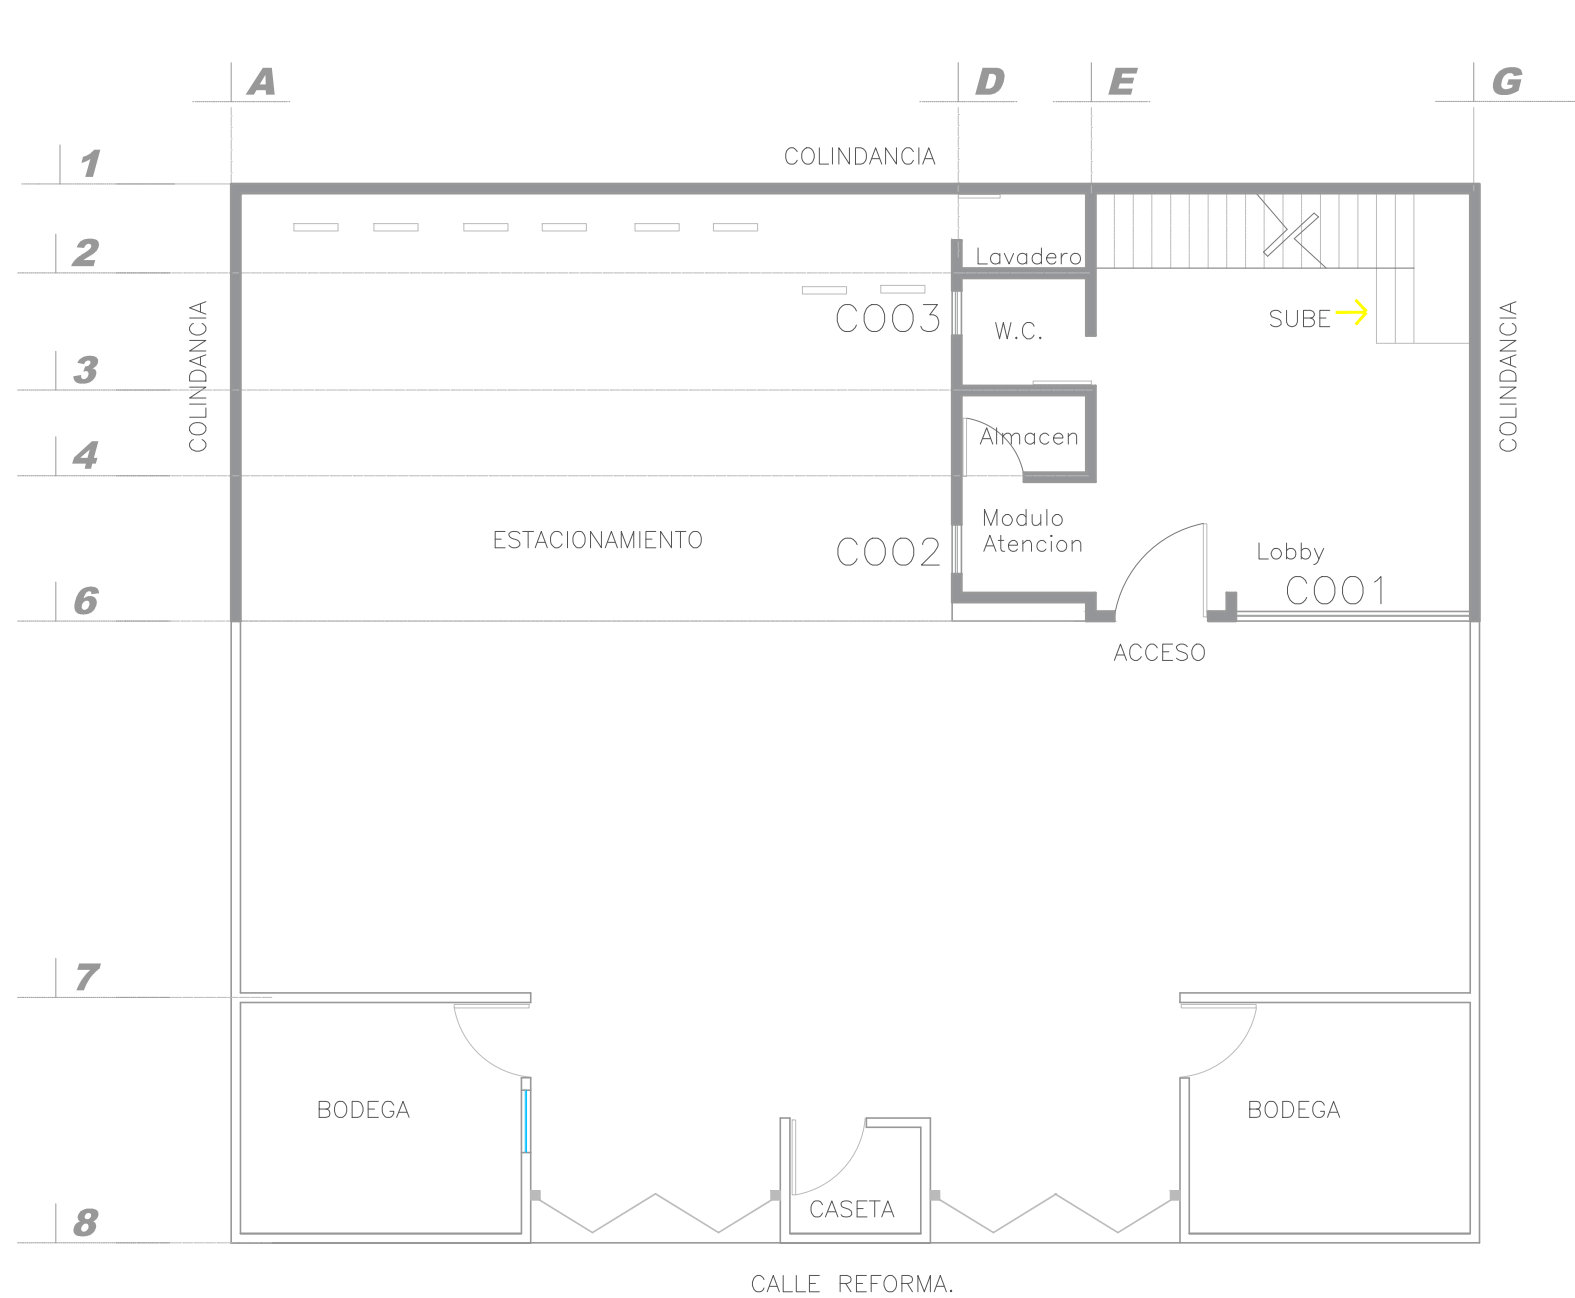 A D E G
1
COLINDANCIA
2
Lavadero
COLINDANCIA
COLINDANCIA
C003
W.C.
SUBE
3
Almacen
4
ESTACIONAMIENTO
Modulo
Atencion
C002
Lobby
C001
6
ACCESO
7
BODEGA
BODEGA
CASETA
8
CALLE REFORMA.